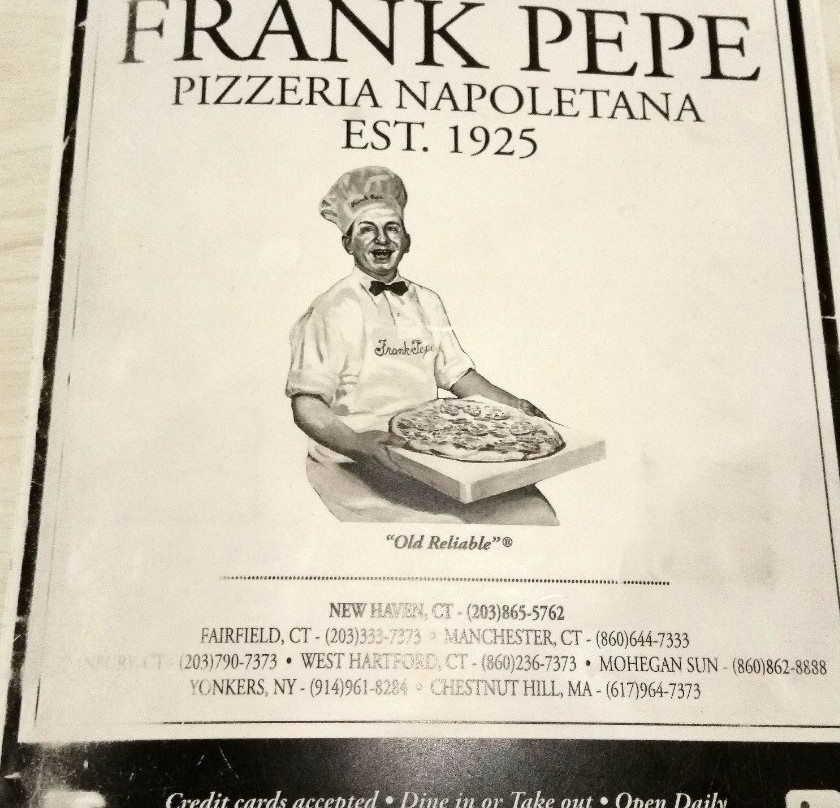 FRANK PEPE
PIZZERIA NAPOLETANA
EST. 1925
Frank Pepe
"Old Reliable"®
NEW HAVEN, CT - (203)865-5762
FAIRFIELD, CT - (203)333-7373 • MANCHESTER, CT - (860)644-7333
CT - (203)790-7373 • WEST HARTFORD, CT - (860)236-7373 • MOHEGAN SUN - (860)862-8888
YONKERS, NY - (914)961-8284 • CHESTNUT HILL, MA - (617)964-7373
Credit cards accepted • Dine in or Take out • Open Daily